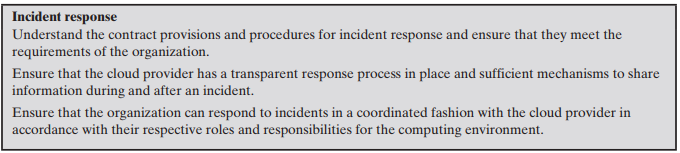 Incident response
Understand the contract provisions and procedures for incident response and ensure that they meet the
requirements of the organization.
Ensure that the cloud provider has a transparent response process in place and sufficient mechanisms to share
information during and after an incident.
Ensure that the organization can respond to incidents in a coordinated fashion with the cloud provider in
accordance with their respective roles and responsibilities for the computing environment.